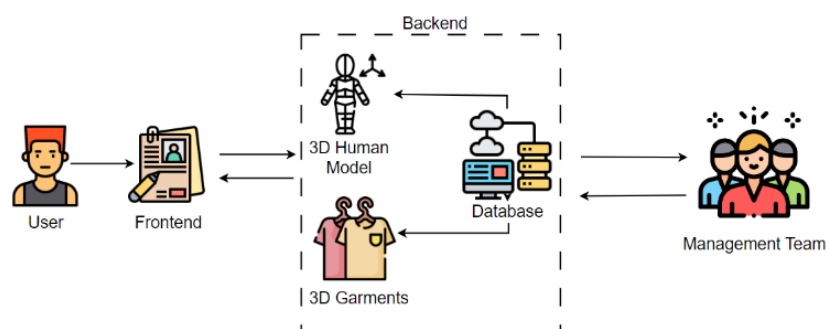 Backend
3D Human
Model
User
Frontend
Database
3D Garments
Management Team